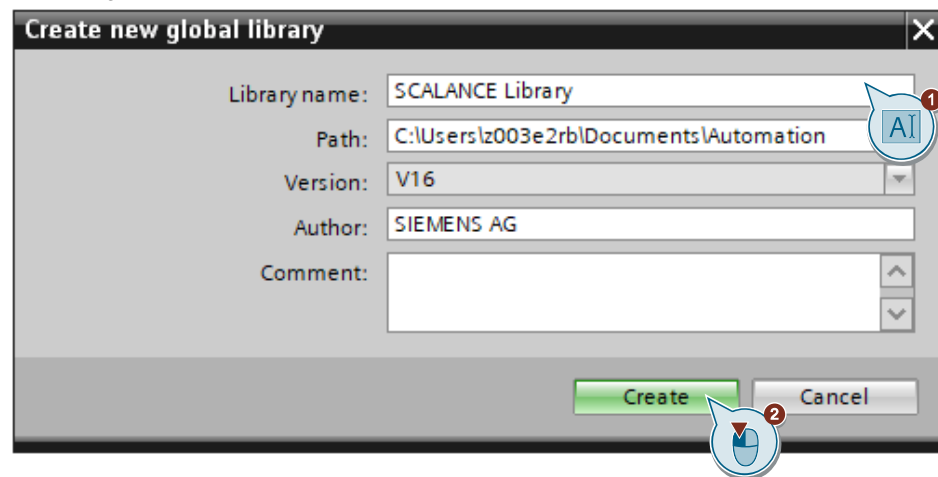 Create new global library
Library name: SCALANCE Library
1
Path: C:\Users\z003e2rb\Documents\Automation
AI
Version: V16
Author: SIEMENS AG
Comment:
Create Cancel
2